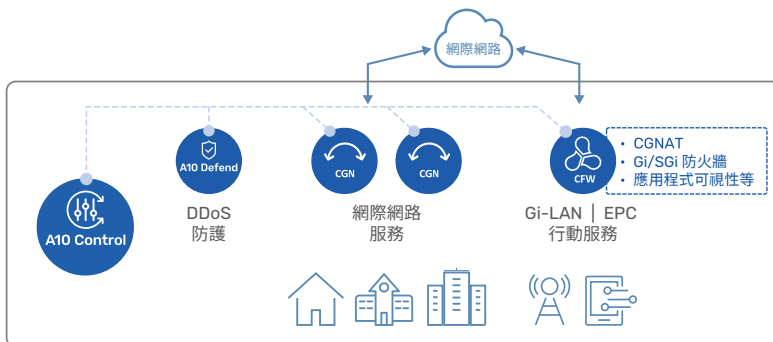 網際網路
A10 Control
A10 Defend
DDoS
防護
CGN
CGN
網際網路
服務
CFW
• CGNAT
• Gi/SGi 防火牆
• 應用程式可視性等
Gi-LAN | EPC
行動服務